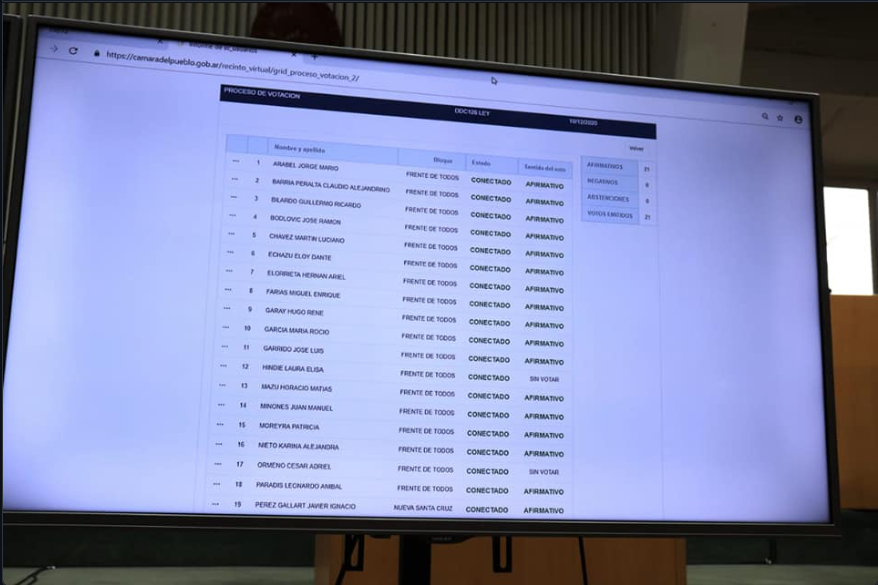 https://camaradelpueblo.gob.ar/recinto_virtual/grid_proceso_votacion_2/
PROCESO DE VOTACION LEY
Volver
Nombre y apellido Bloque Estado Sentido del voto
1 ARABEL JORGE MARIO FRENTE DE TODOS CONECTADO AFIRMATIVO
2 BARRIA PERALTA CLAUDIO ALEJANDRINO FRENTE DE TODOS CONECTADO AFIRMATIVO
3 BILARDO GUILLERMO RICARDO FRENTE DE TODOS CONECTADO AFIRMATIVO
4 BODLOVIC JOSE RAMON FRENTE DE TODOS CONECTADO AFIRMATIVO
5 CHAVEZ MARTIN LUCIANO FRENTE DE TODOS CONECTADO AFIRMATIVO
6 ECHAZU ELOY DANTE FRENTE DE TODOS CONECTADO AFIRMATIVO
7 ELORRIETA HERNAN ARIEL FRENTE DE TODOS CONECTADO AFIRMATIVO
8 FARIAS MIGUEL ENRIQUE FRENTE DE TODOS CONECTADO AFIRMATIVO
9 GARAY HUGO RENE FRENTE DE TODOS CONECTADO AFIRMATIVO
10 GARCIA MARIA ROCIO FRENTE DE TODOS CONECTADO AFIRMATIVO
11 GARRIDO JOSE LUIS FRENTE DE TODOS CONECTADO AFIRMATIVO
12 HINDIE LAURA ELISA FRENTE DE TODOS CONECTADO SIN VOTAR
13 MAZU HORACIO MATIAS FRENTE DE TODOS CONECTADO AFIRMATIVO
14 MIÑONES JUAN MANUEL FRENTE DE TODOS CONECTADO AFIRMATIVO
15 MOREYRA PATRICIA FRENTE DE TODOS CONECTADO AFIRMATIVO
16 NIETO KARINA ALEJANDRA FRENTE DE TODOS CONECTADO AFIRMATIVO
17 ORMEÑO CESAR ADRIEL FRENTE DE TODOS CONECTADO SIN VOTAR
18 PARADIS LEONARDO ANIBAL FRENTE DE TODOS CONECTADO AFIRMATIVO
19 PEREZ GALLART JAVIER IGNACIO NUEVA SANTA CRUZ CONECTADO AFIRMATIVO
AFIRMATIVOS 21
NEGATIVOS 0
ABSTENCIONES 0
VOTOS EMITIDOS 21